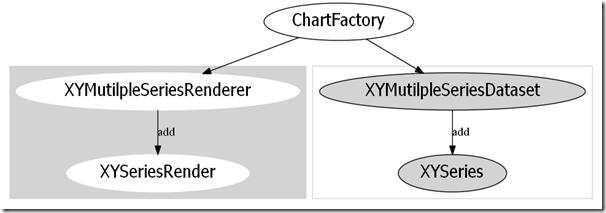 ChartFactory
XYMutilpleSeriesRenderer
XYMutilpleSeriesDataset
add
add
XYSeriesRender
XYSeries